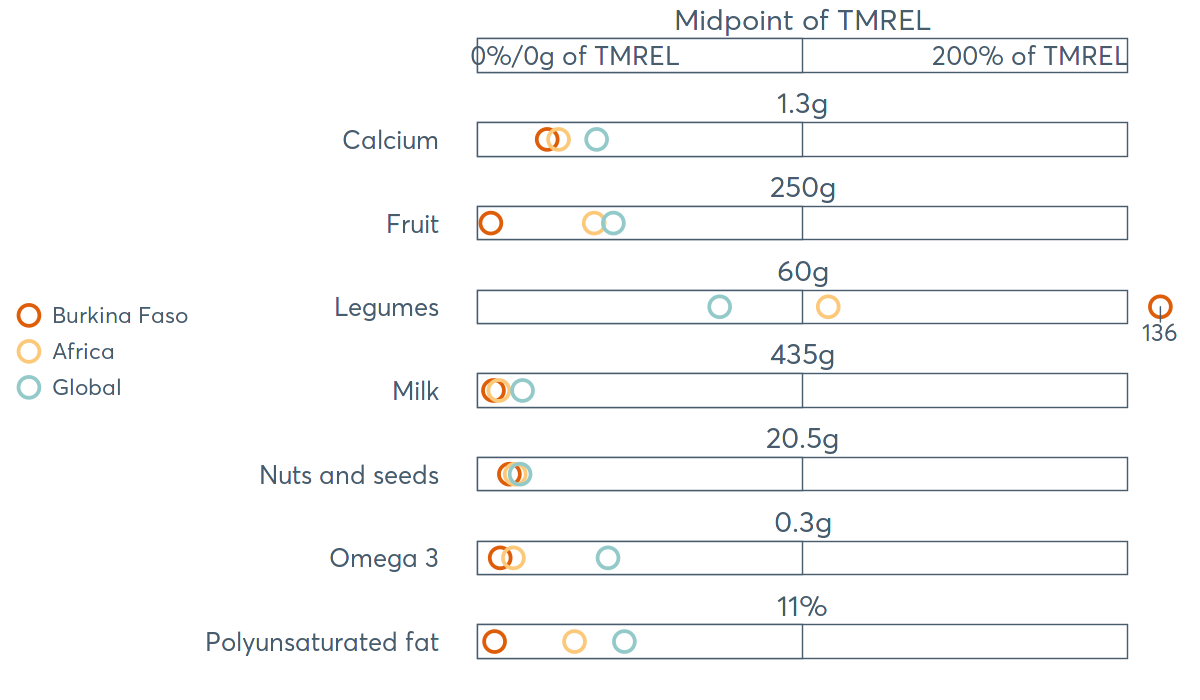 Midpoint of TMREL
0%/0g of TMREL
200% of TMREL
1.3g
Calcium
250g
Fruit
60g
Legumes
136
435g
Milk
20.5g
Nuts and seeds
0.3g
Omega 3
11%
Polyunsaturated fat
Burkina Faso
Africa
Global